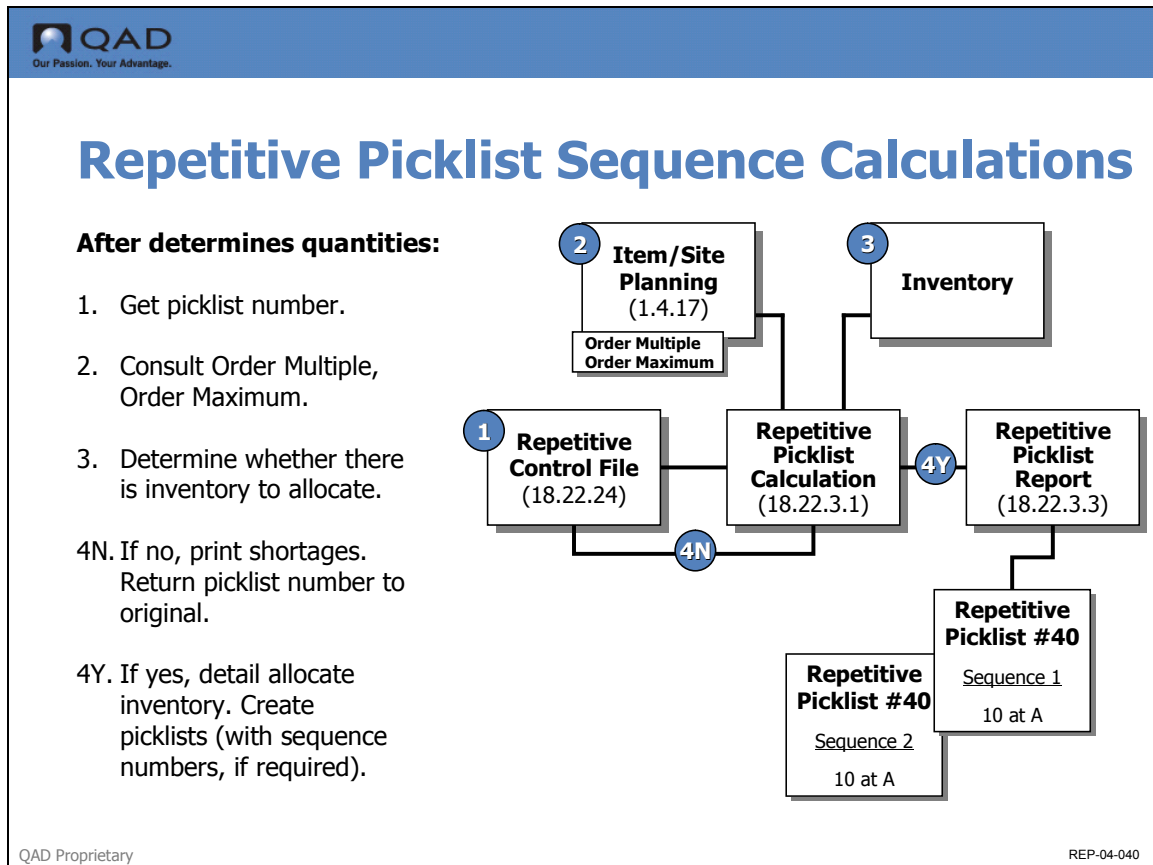 QAD
Our Passion. Your Advantage.
Repetitive Picklist Sequence Calculations
After determines quantities:
1. Get picklist number.
2. Consult Order Multiple,
Order Maximum.
3. Determine whether there
is inventory to allocate.
4N. If no, print shortages.
Return picklist number to
original.
4Y. If yes, detail allocate
inventory. Create
picklists (with sequence
numbers, if required).
2
Item/Site
Planning
(1.4.17)
Order Multiple
Order Maximum
3
Inventory
1
Repetitive
Control File
(18.22.24)
Repetitive
Picklist
Calculation
(18.22.3.1)
4Y
Repetitive
Picklist
Report
(18.22.3.3)
4N
Repetitive
Picklist #40
Sequence 1
10 at A
Repetitive
Picklist #40
Sequence 2
10 at A
QAD Proprietary
REP-04-040